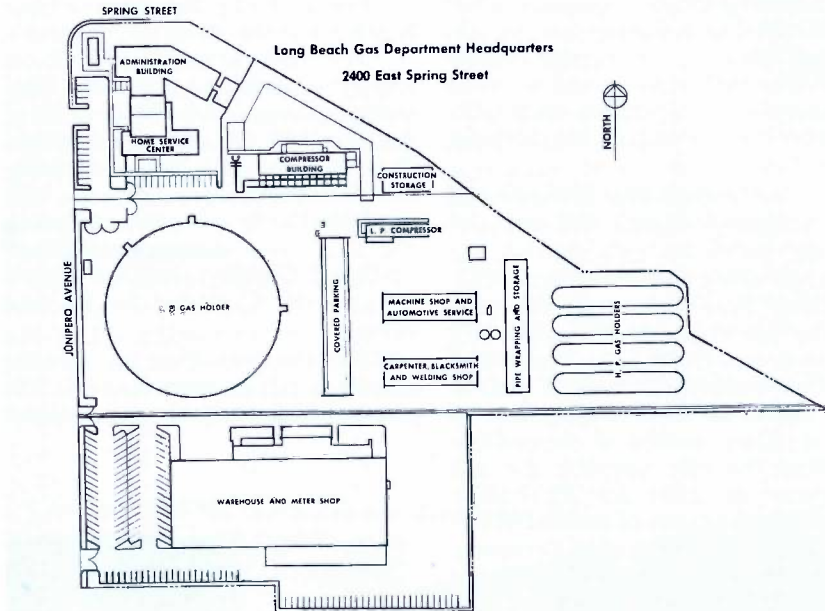 SPRING STREET
Long Beach Gas Department Headquarters
2400 East Spring Street
ADMINISTRATION
BUILDING
NORTH
HOME SERVICE
CENTER
COMPRESSOR
BUILDING
CONSTRUCTION
STORAGE
L. P. COMPRESSOR
JUNIPERO AVENUE
GAS HOLDER
COVERED PARKING
MACHINE SHOP AND
AUTOMOTIVE SERVICE
PIPE WRAPPING AND STORAGE
H. P. GAS HOLDERS
CARPENTER, BLACKSMITH
AND WELDING SHOP
WAREHOUSE AND METER SHOP